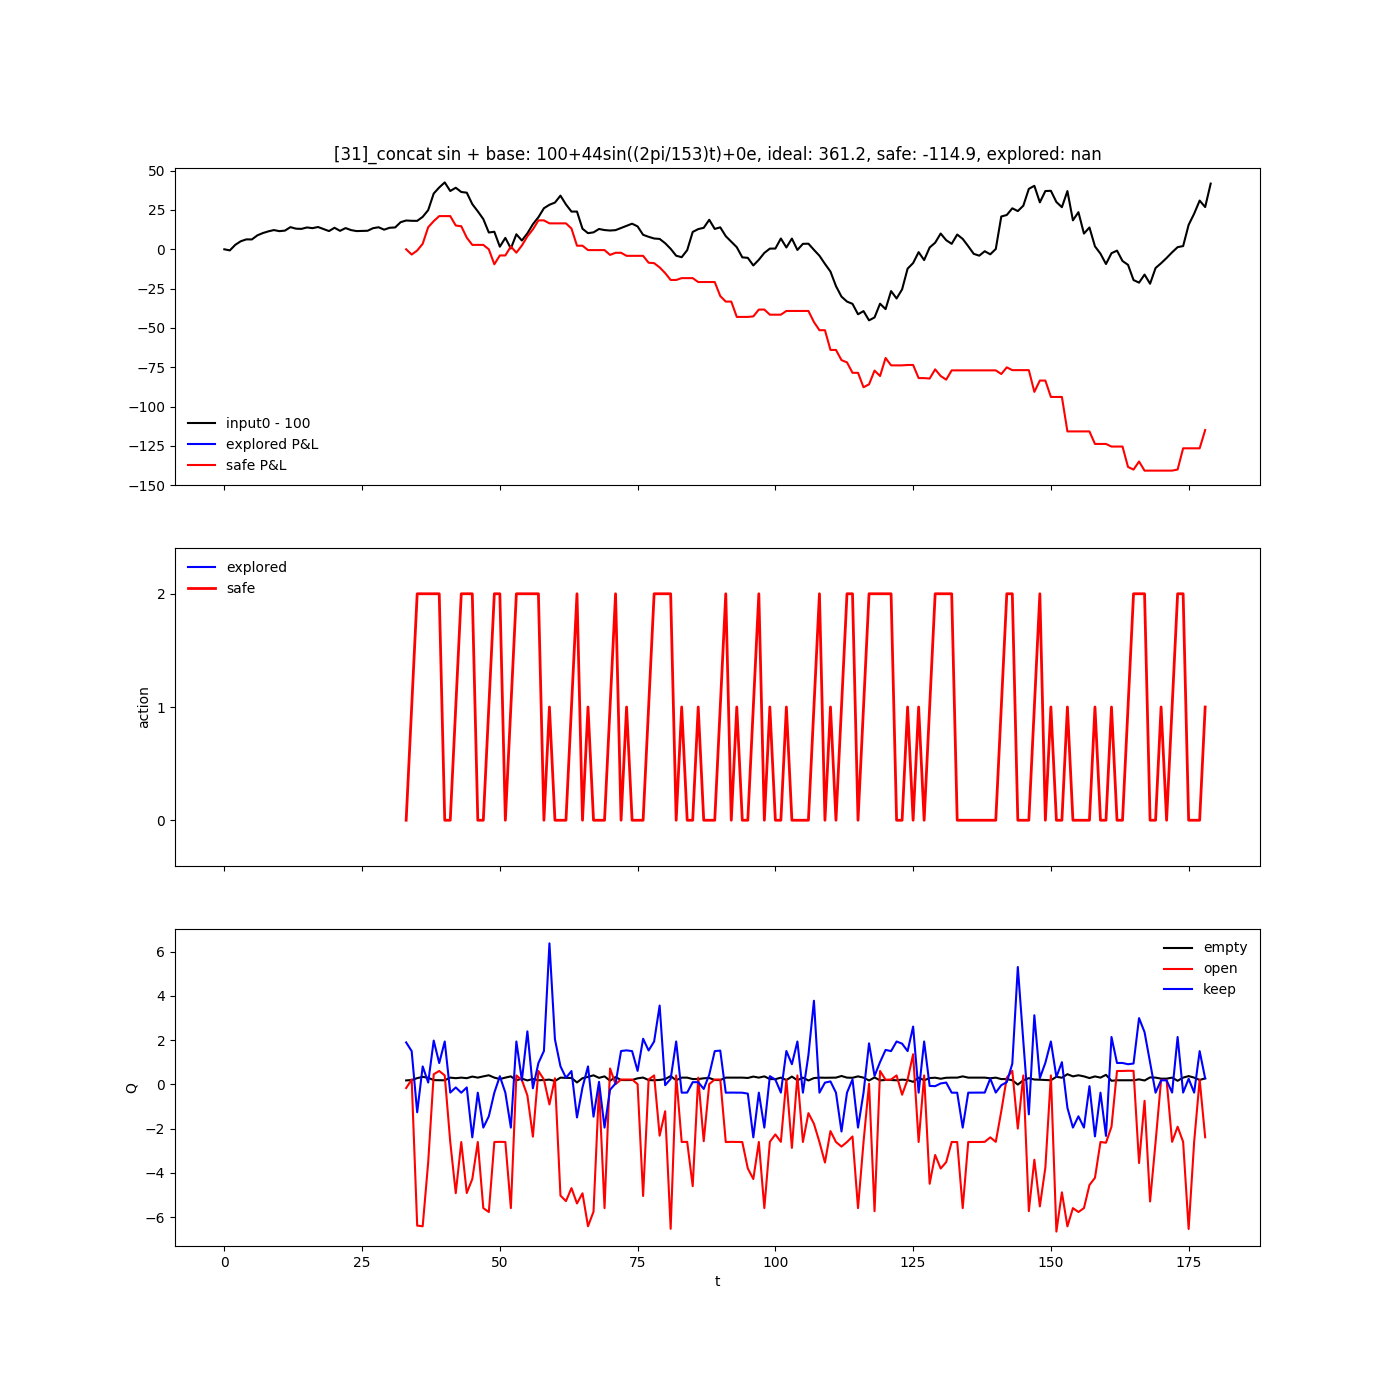 [31]_concat sin + base: 100+44sin((2pi/153)t)+0e, ideal: 361.2, safe: -114.9, explored: nan
50
25
0
−25
−50
−75
−100
−125
−150
input0 - 100
explored P&L
safe P&L
explored
safe
2
1
0
action
empty
open
keep
6
4
2
0
−2
−4
−6
Q
0 25 50 75 100 125 150 175
t